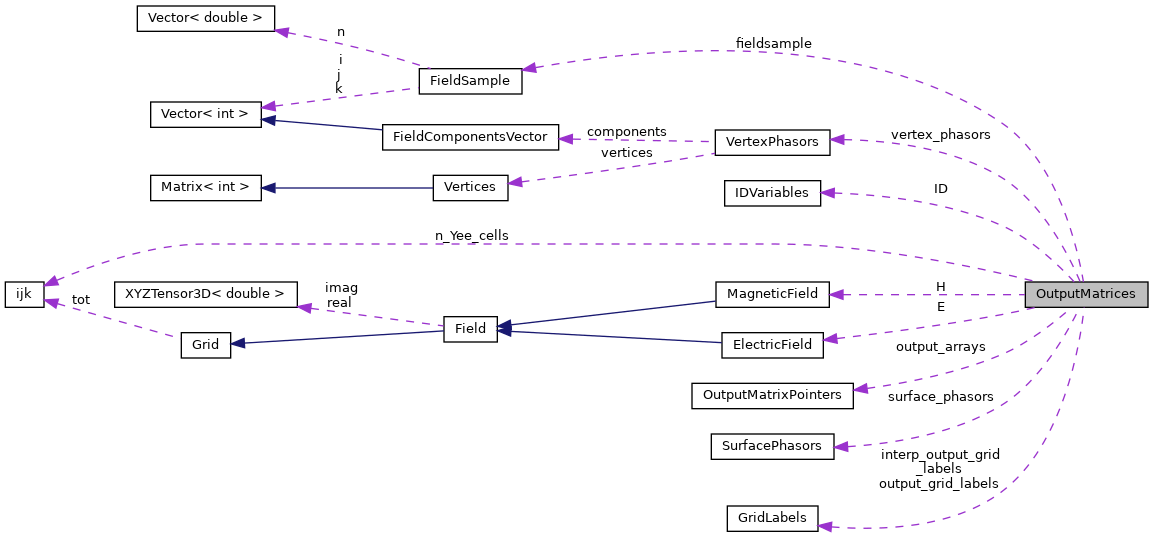 Vector< double >
n
fieldsample
i
j
k
FieldSample
Vector< int >
FieldComponentsVector
components
VertexPhasors
vertex_phasors
vertices
Matrix< int >
Vertices
IDVariables
ID
n_Yee_cells
ijk
tot
XYZTensor3D< double >
imag
real
MagneticField
H
OutputMatrices
E
Field
Grid
ElectricField
output_arrays
OutputMatrixPointers
surface_phasors
SurfacePhasors
interp_output_grid
_labels
output_grid_labels
GridLabels